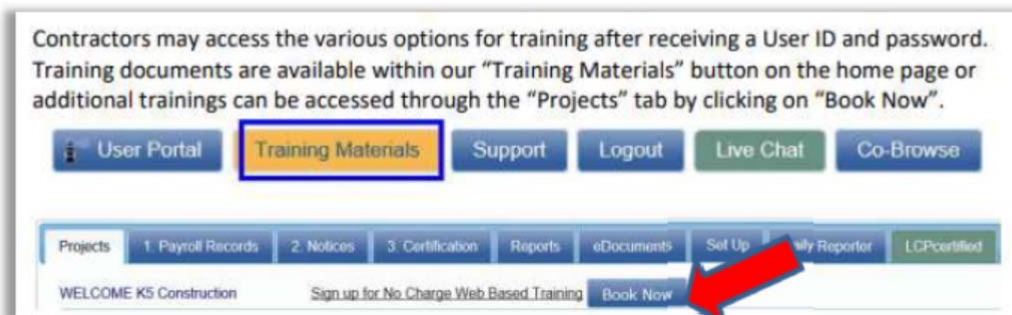 Contractors may access the various options for training after receiving a User ID and password.
Training documents are available within our “Training Materials” button on the home page or
additional trainings can be accessed through the “Projects” tab by clicking on “Book Now”.
User Portal Training Materials Support Logout Live Chat Co-Browse
Projects 1. Payroll Records 2. Notices 3. Certification Reports eDocuments Set Up Reporter LCPcertified
WELCOME K5 Construction Sign up for No Charge Web Based Training Book Now